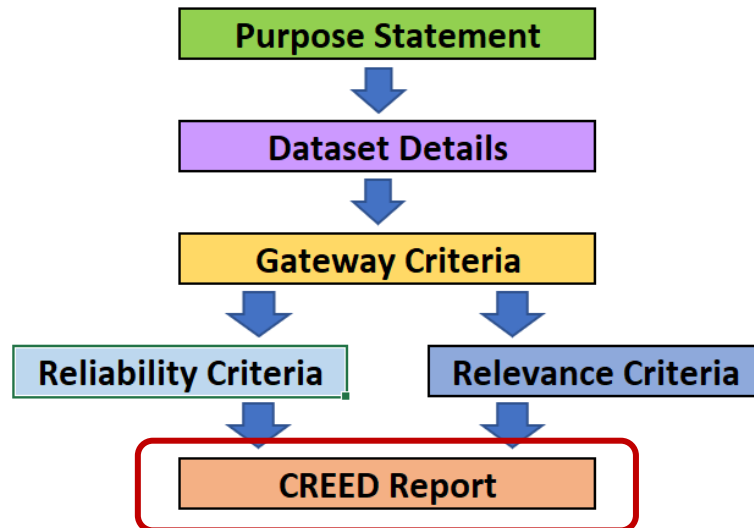 Purpose Statement
Dataset Details
Gateway Criteria
Reliability Criteria
Relevance Criteria
CREED Report